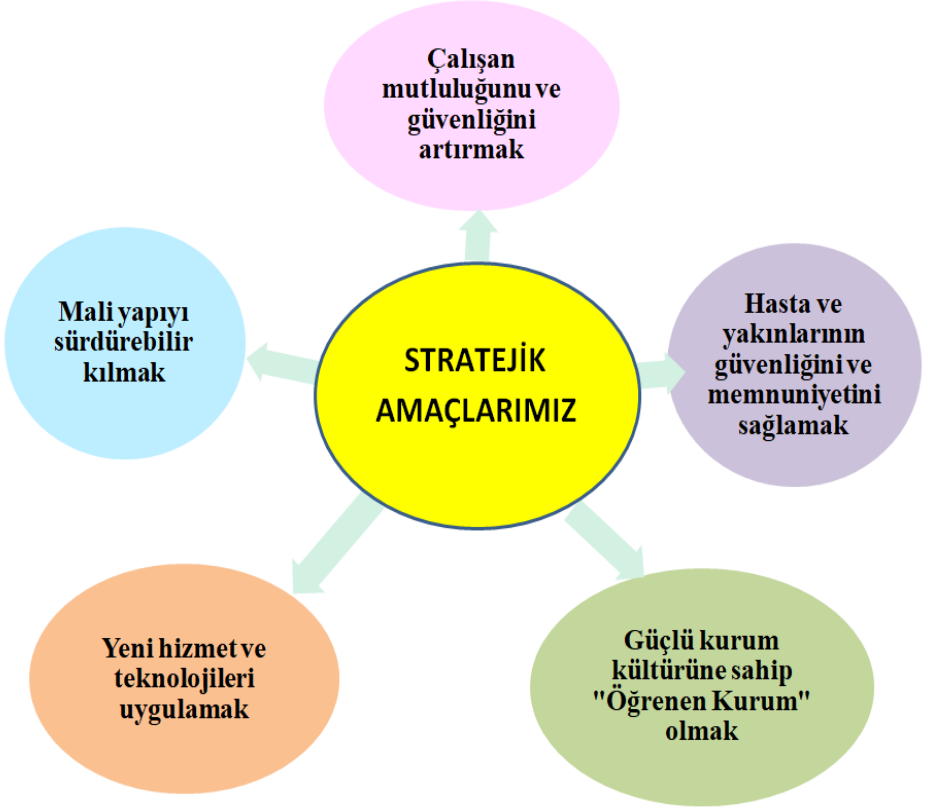 Çalışan
mutluluğunu ve
güvenliğini
artırmak
Mali yapıyı
sürdürebilir
kılmak
STRATEJİK
AMAÇLARIMIZ
Hasta ve
yakınlarının
güvenliğini ve
memnuniyetini
sağlamak
Yeni hizmet ve
teknolojileri
uygulamak
Güçlü kurum
kültürüne sahip
"Öğrenen Kurum"
olmak